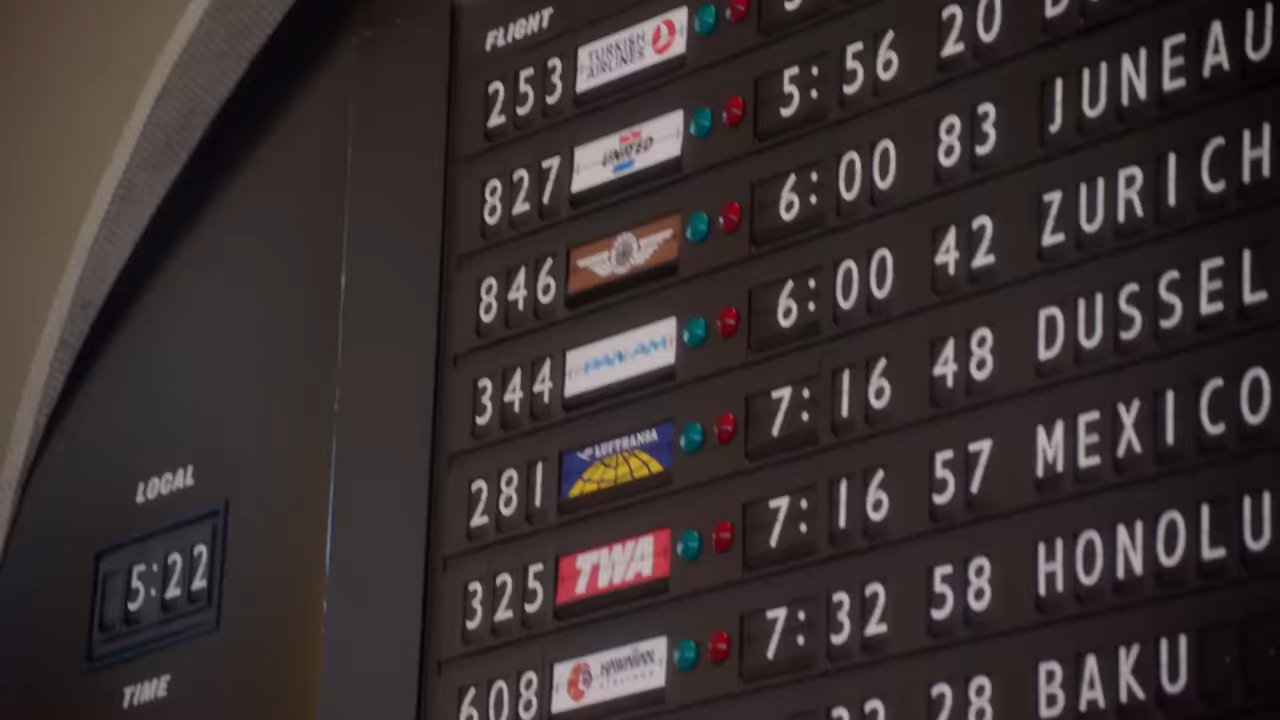 FLIGHT
253 TURKISH AIRLINES
827 UNITED 5:56 20
846 6:00 83 JUNEAU
344 PAN AM 6:00 42 ZURICH
281 LUFTHANSA 7:16 48 DUSSEL
325 TWA 7:16 57 MEXICO
608 HAWAIIAN AIRLINES 7:32 58 HONOLU
28 BAKU
LOCAL
5:22
TIME